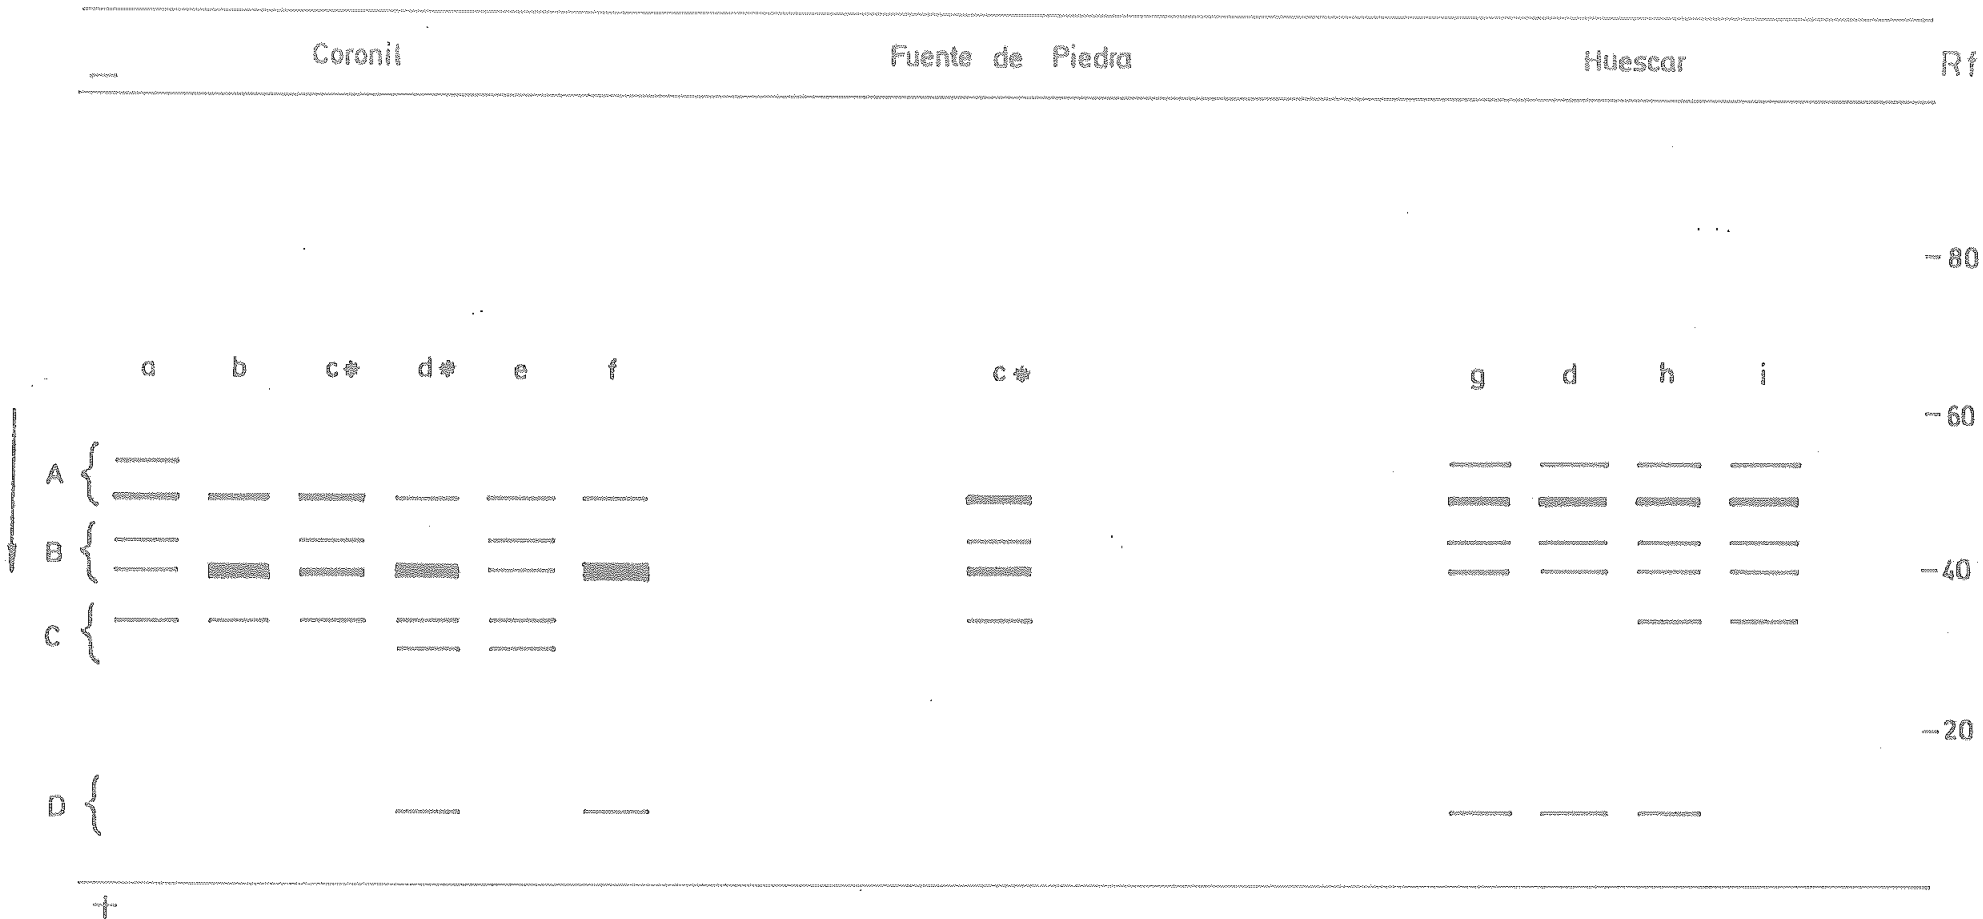 Coronil Fuente de Piedra Huescar Rf
−
-80
a b c* d* e f c* g d h i
-60
A {
B {
-40
C {
-20
D {
+